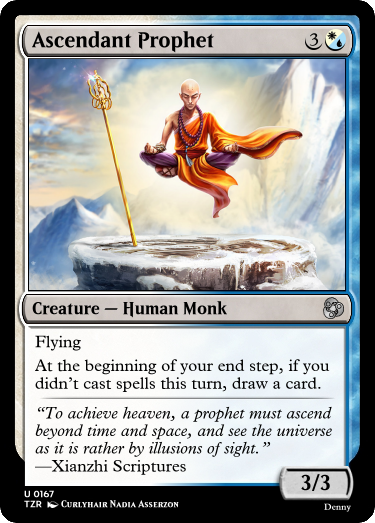 Ascendant Prophet 3
Creature — Human Monk
Flying
At the beginning of your end step, if you
didn't cast spells this turn, draw a card.
"To achieve heaven, a prophet must ascend
beyond time and space, and see the universe
as it is rather by illusions of sight."
—Xianzhi Scriptures
3/3
U 0167
TZR Curlyhair Nadia Asserzon
Denny